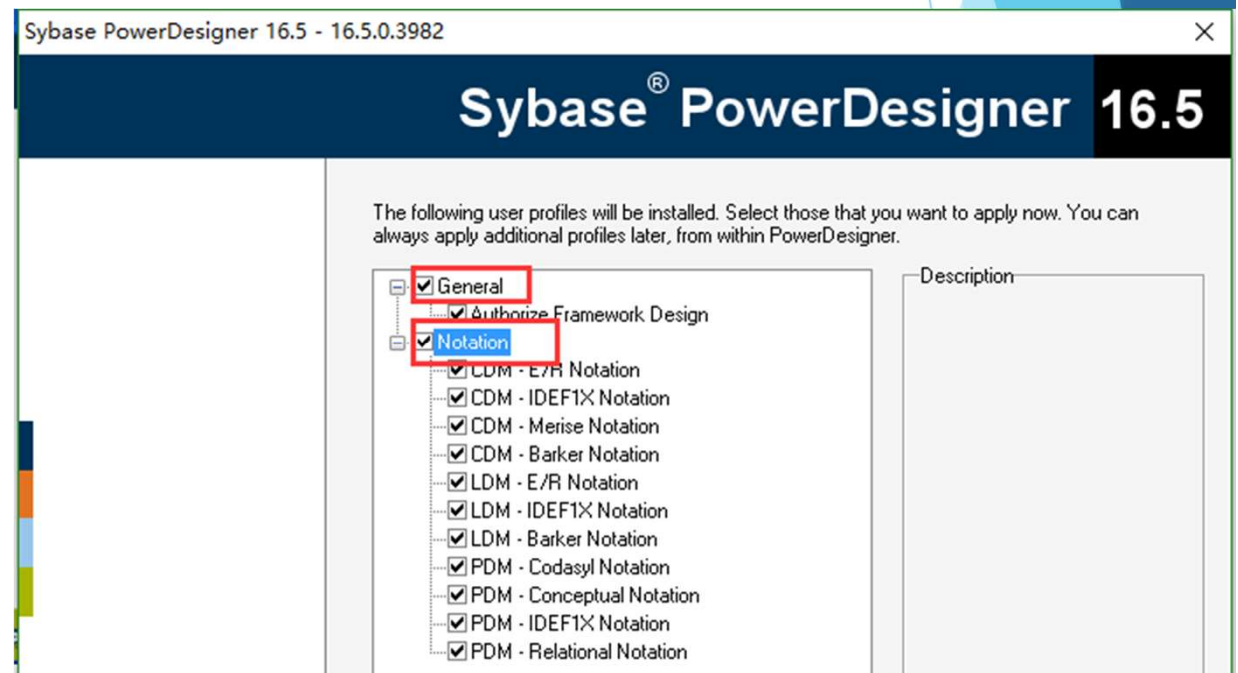 Sybase PowerDesigner 16.5 - 16.5.0.3982
Sybase® PowerDesigner 16.5
The following user profiles will be installed. Select those that you want to apply now. You can
always apply additional profiles later, from within PowerDesigner.
General
Authorize Framework Design
Notation
CDM - E/R Notation
CDM - IDEF1X Notation
CDM - Merise Notation
CDM - Barker Notation
LDM - E/R Notation
LDM - IDEF1X Notation
LDM - Barker Notation
PDM - Codasyl Notation
PDM - Conceptual Notation
PDM - IDEF1X Notation
PDM - Relational Notation
Description